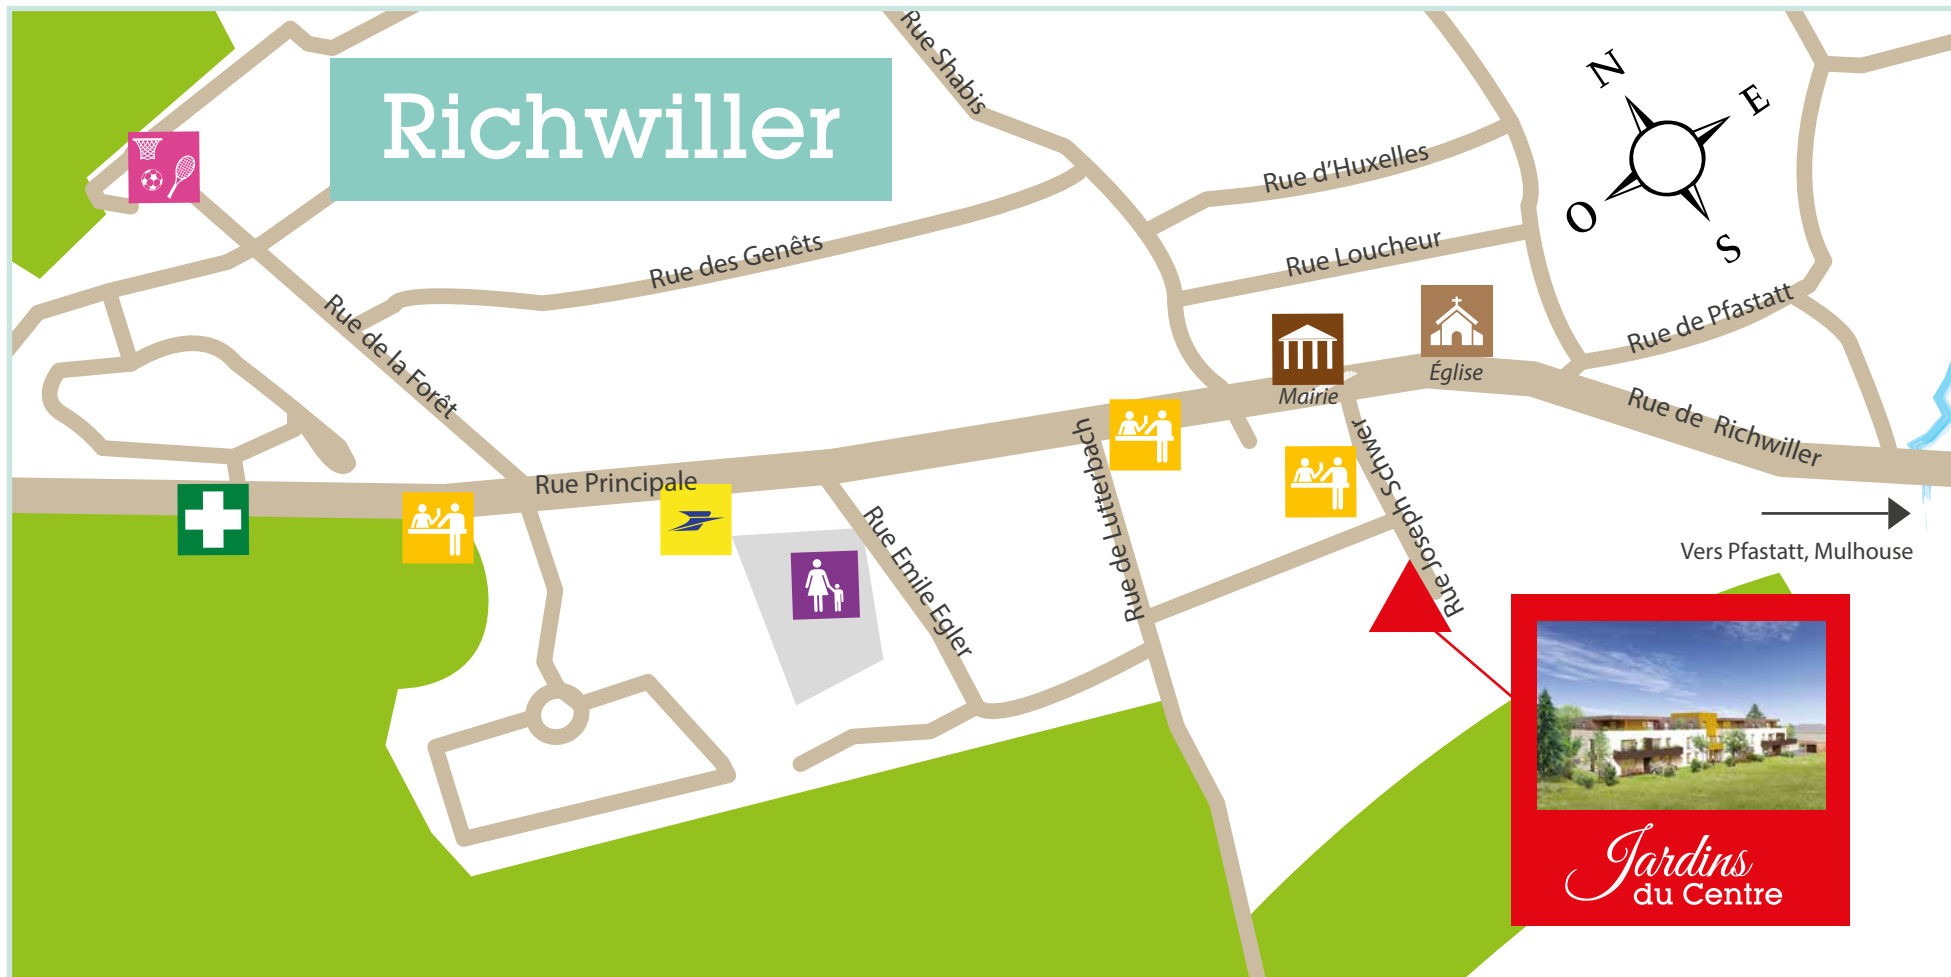 Rue Shabis
Richwiller
N
E
O
S
Rue d'Huxelles
Rue Loucheur
Rue des Genêts
Rue de la Forêt
Rue de Pfastatt
Église
Mairie
Rue de Richwiller
Rue Principale
Rue de Lutterbach
Rue Joseph Schwer
Rue Emile Egler
Vers Pfastatt, Mulhouse
Jardins
du Centre